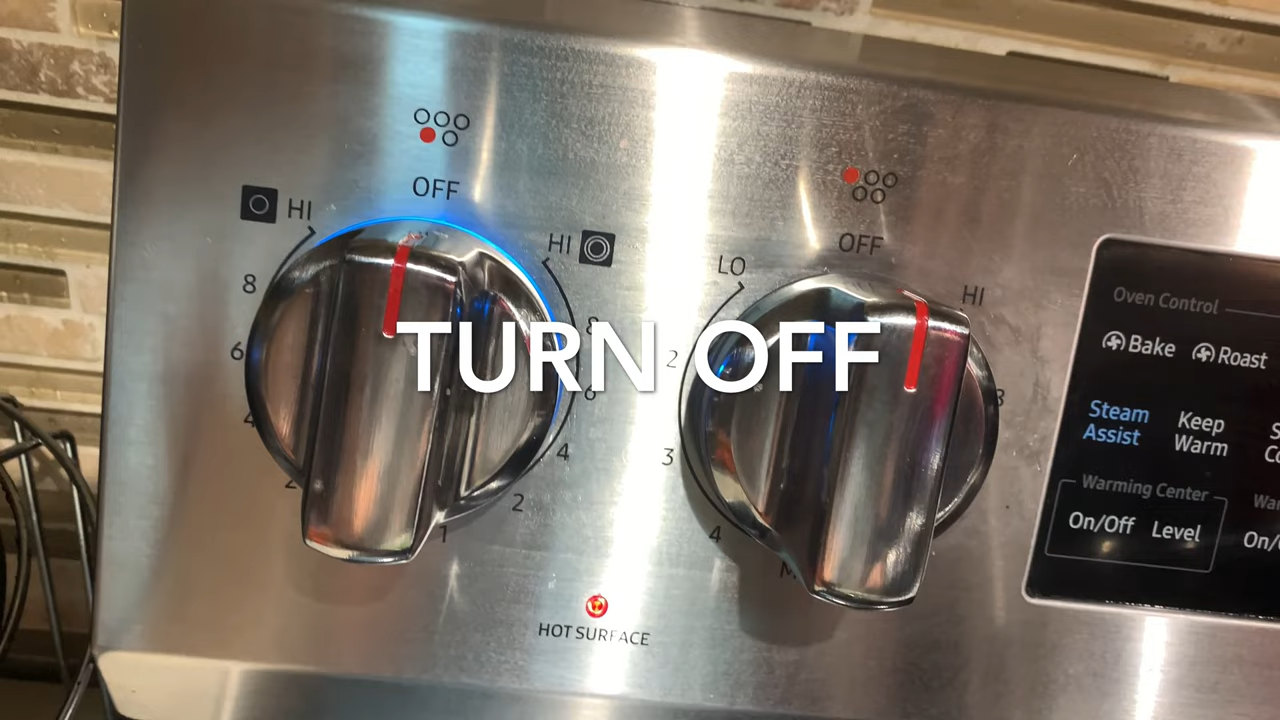 OFF
HI
HI
OFF
LO
HI
8
8
2
6
6
8
4
4
3
2
2
1
4
M
TURN OFF
HOT SURFACE
Oven Control
Bake Roast
Steam Assist
Keep Warm
Warming Center
On/Off Level